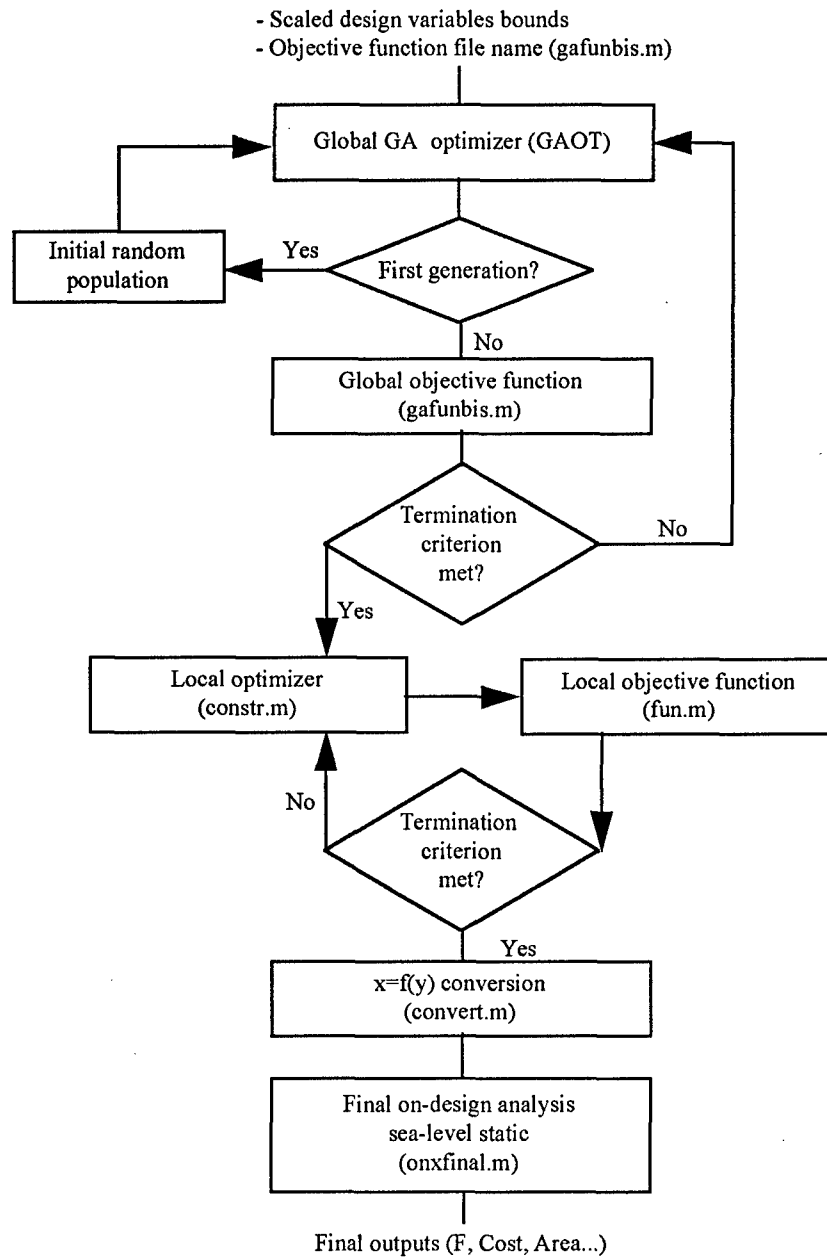 - Scaled design variables bounds
- Objective function file name (gafunbis.m)
Global GA optimizer (GAOT)
Initial random
population
Yes
First generation?
No
Global objective function
(gafunbis.m)
Termination
criterion
met?
No
Yes
Local optimizer
(constr.m)
Local objective function
(fun.m)
No
Termination
criterion
met?
Yes
x=f(y) conversion
(convert.m)
Final on-design analysis
sea-level static
(onxfinal.m)
Final outputs (F, Cost, Area...)